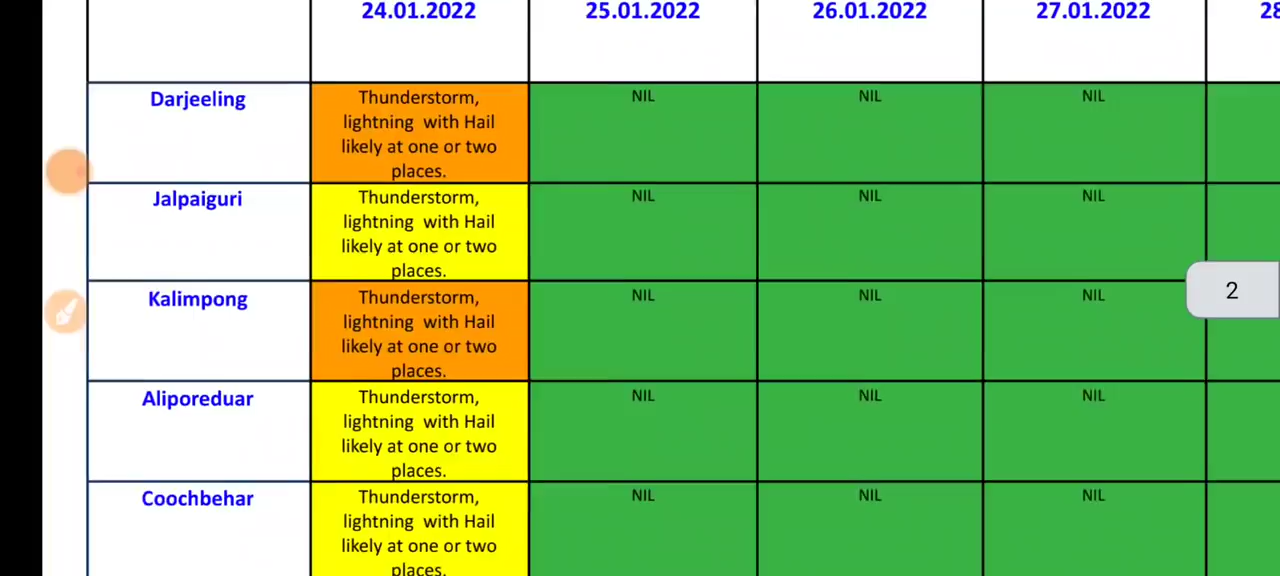 24.01.2022 25.01.2022 26.01.2022 27.01.2022 28
Darjeeling Thunderstorm, NIL NIL NIL
lightning with Hail
likely at one or two
places.
Jalpaiguri Thunderstorm, NIL NIL NIL
lightning with Hail
likely at one or two
places.
2
Kalimpong Thunderstorm, NIL NIL NIL
lightning with Hail
likely at one or two
places.
Aliporeduar Thunderstorm, NIL NIL NIL
lightning with Hail
likely at one or two
places.
Coochbehar Thunderstorm, NIL NIL NIL
lightning with Hail
likely at one or two
places.